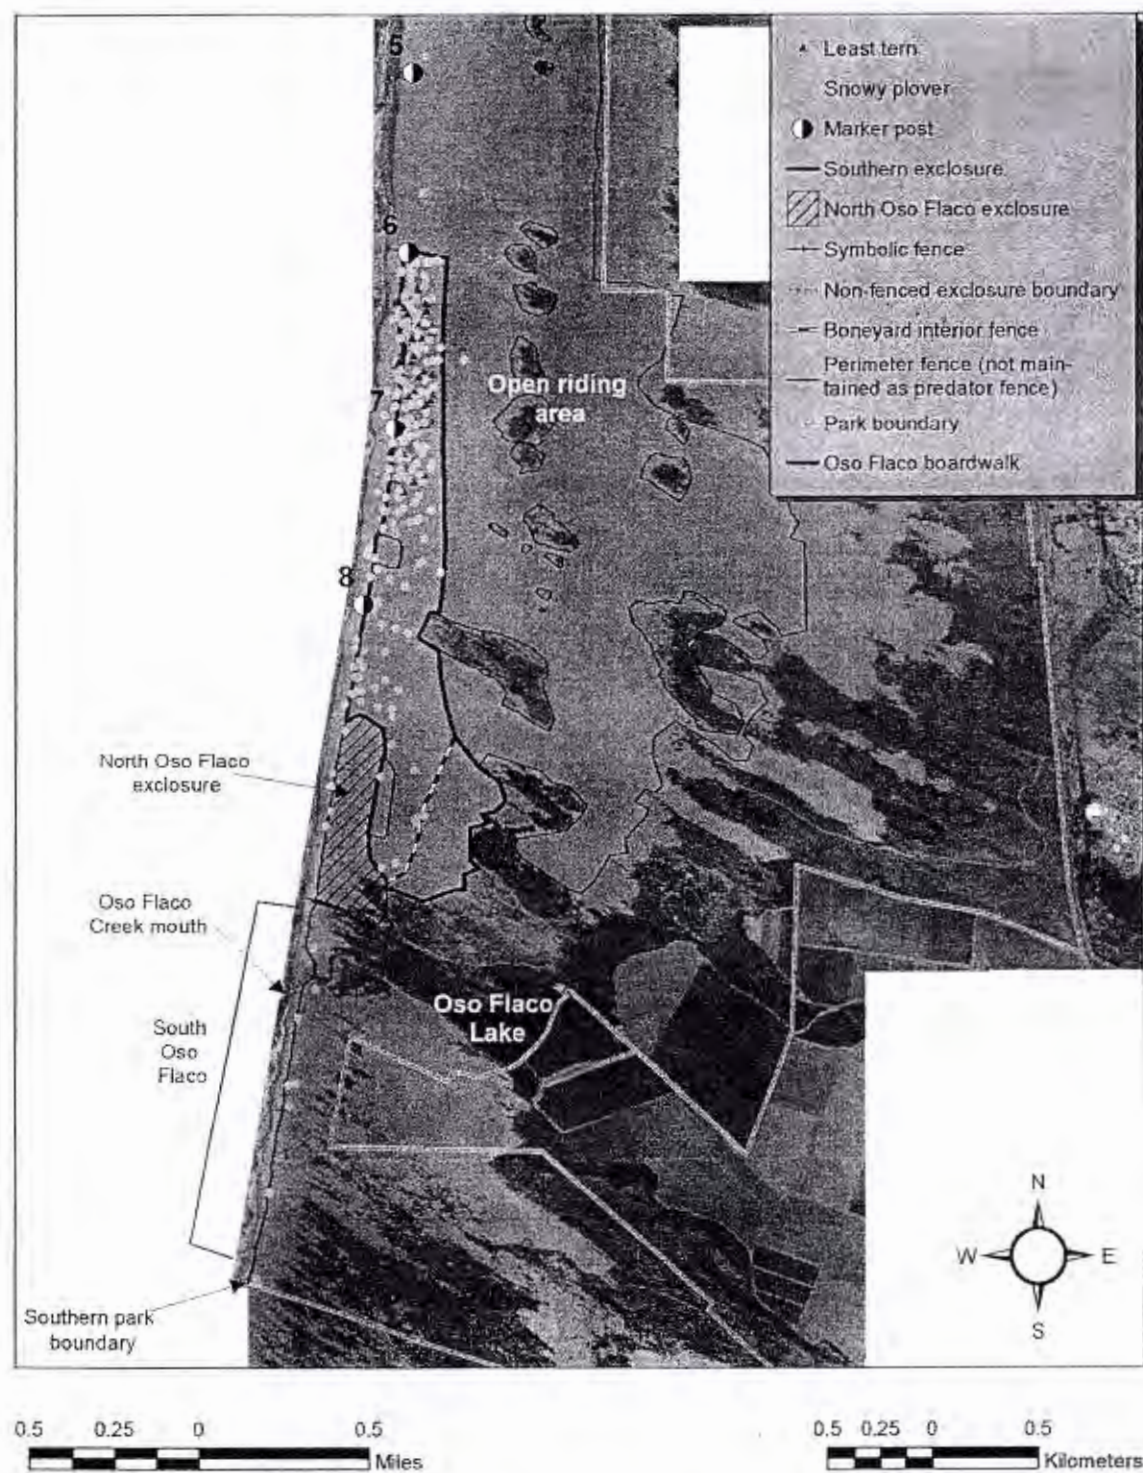 5
Least tern
Snowy plover
Marker post
Southern exclosure
6
North Oso Flaco exclosure
Symbolic fence
Non-fenced exclosure boundary
Boneyard interior fence
Perimeter fence (not main-
tained as predator fence)
Park boundary
Oso Flaco boardwalk
Open riding
area
7
8
North Oso Flaco
exclosure
Oso Flaco
Creek mouth
Oso Flaco
Lake
South
Oso
Flaco
N
W
E
S
Southern park
boundary
0.5 0.25 0 0.5
Miles
0.5 0.25 0 0.5
Kilometers